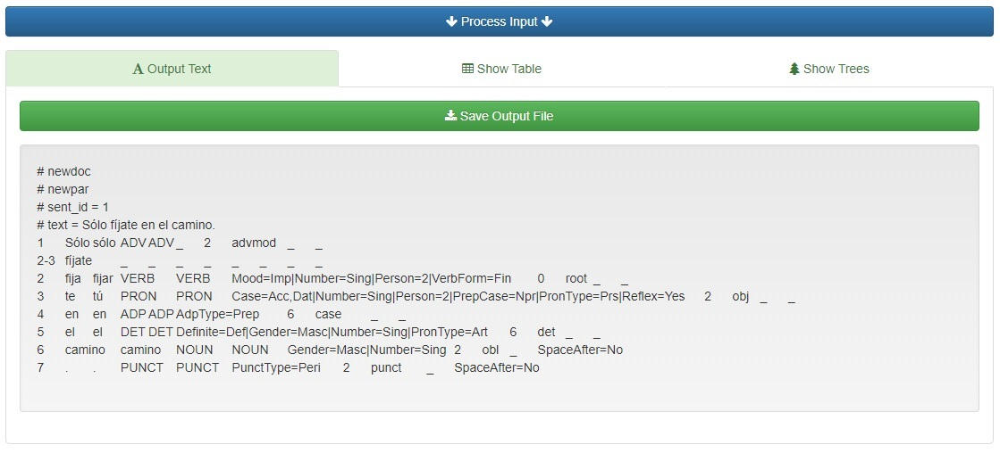 Process Input
Output Text
Show Table
Show Trees
Save Output File
# newdoc
# newpar
# sent_id = 1
# text = Sólo fíjate en el camino.
1 Sólo sólo ADV ADV _ 2 advmod _ _
2-3 fíjate _ _ _ _ _ _ _ _
2 fija fijar VERB VERB Mood=Imp|Number=Sing|Person=2|VerbForm=Fin 0 root _ _
3 te tú PRON PRON Case=Acc,Dat|Number=Sing|Person=2|PrepCase=Npr|PronType=Prs|Reflex=Yes 2 obj _ _
4 en en ADP ADP AdpType=Prep 6 case _ _
5 el el DET DET Definite=Def|Gender=Masc|Number=Sing|PronType=Art 6 det _ _
6 camino camino NOUN NOUN Gender=Masc|Number=Sing 2 obl _ SpaceAfter=No
7 . . PUNCT PUNCT PunctType=Peri 2 punct _ SpaceAfter=No